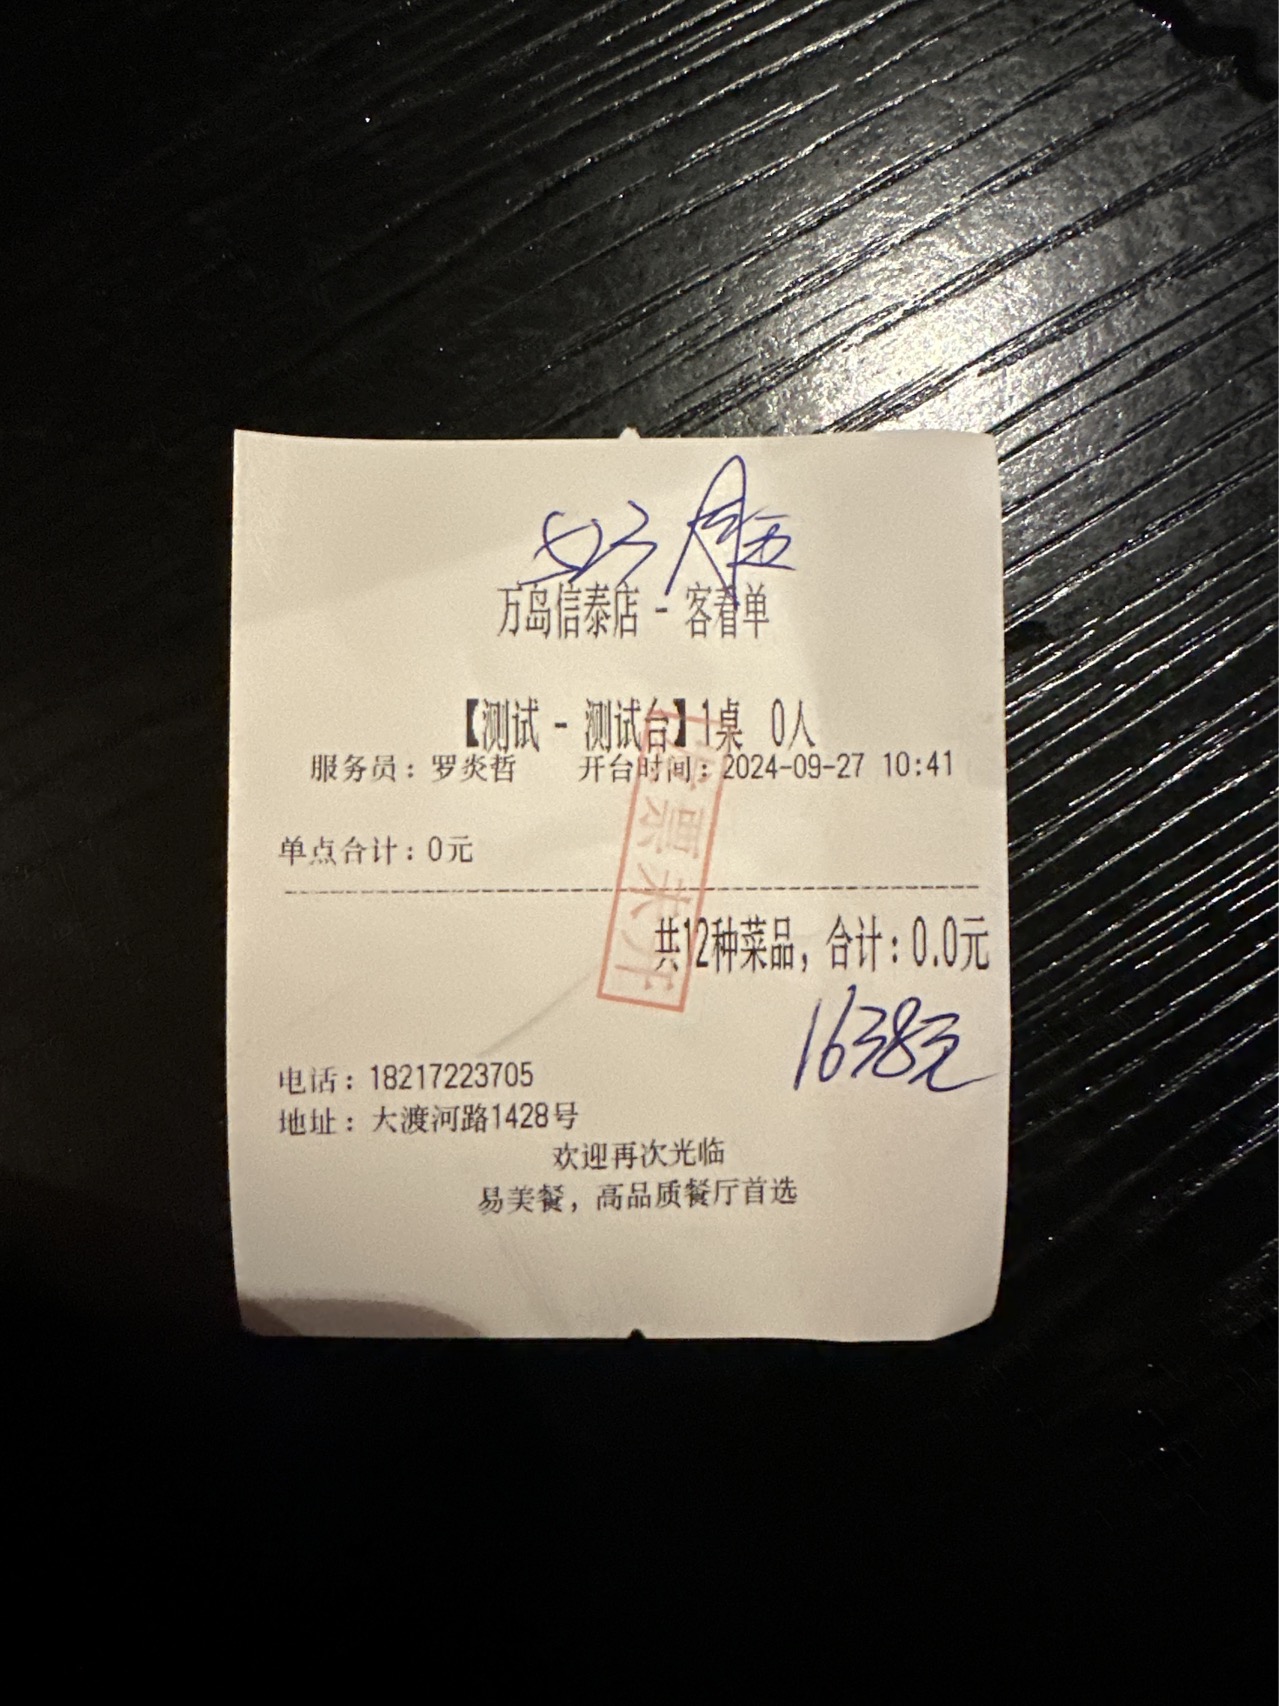 万岛信泰店 - 客看单
【测试 - 测试台】1桌 0人
服务员：罗炎哲 开台时间：2024-09-27 10:41
单点合计：0元
发票未开
共12种菜品，合计：0.0元
1638元
电话：18217223705
地址：大渡河路1428号
欢迎再次光临
易美餐，高品质餐厅首选